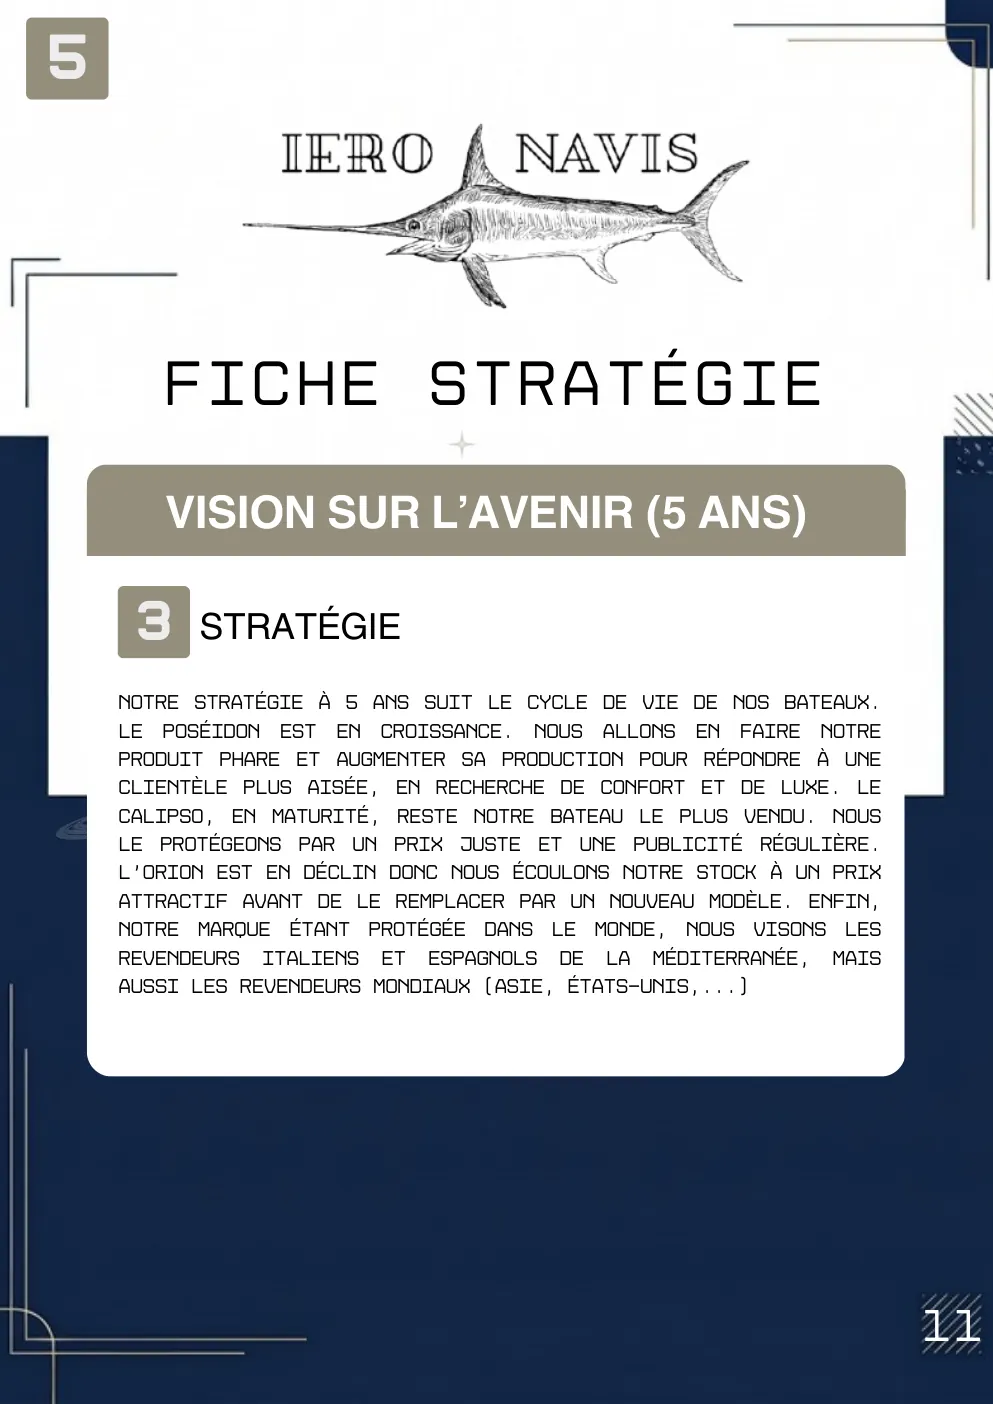 5
IERO NAVIS
FICHE STRATÉGIE
VISION SUR L’AVENIR (5 ANS)
3 STRATÉGIE
NOTRE STRATÉGIE À 5 ANS SUIT LE CYCLE DE VIE DE NOS BATEAUX.
LE POSÉIDON EST EN CROISSANCE. NOUS ALLONS EN FAIRE NOTRE
PRODUIT PHARE ET AUGMENTER SA PRODUCTION POUR RÉPONDRE À UNE
CLIENTÈLE PLUS AISÉE, EN RECHERCHE DE CONFORT ET DE LUXE. LE
CALIPSO, EN MATURITÉ, RESTE NOTRE BATEAU LE PLUS VENDU. NOUS
LE PROTÉGEONS PAR UN PRIX JUSTE ET UNE PUBLICITÉ RÉGULIÈRE.
L’ORION EST EN DÉCLIN DONC NOUS ÉCOULONS NOTRE STOCK À UN PRIX
ATTRACTIF AVANT DE LE REMPLACER PAR UN NOUVEAU MODÈLE. ENFIN,
NOTRE MARQUE ÉTANT PROTÉGÉE DANS LE MONDE, NOUS VISONS LES
REVENDEURS ITALIENS ET ESPAGNOLS DE LA MÉDITERRANÉE, MAIS
AUSSI LES REVENDEURS MONDIAUX (ASIE, ÉTATS-UNIS,...)
11